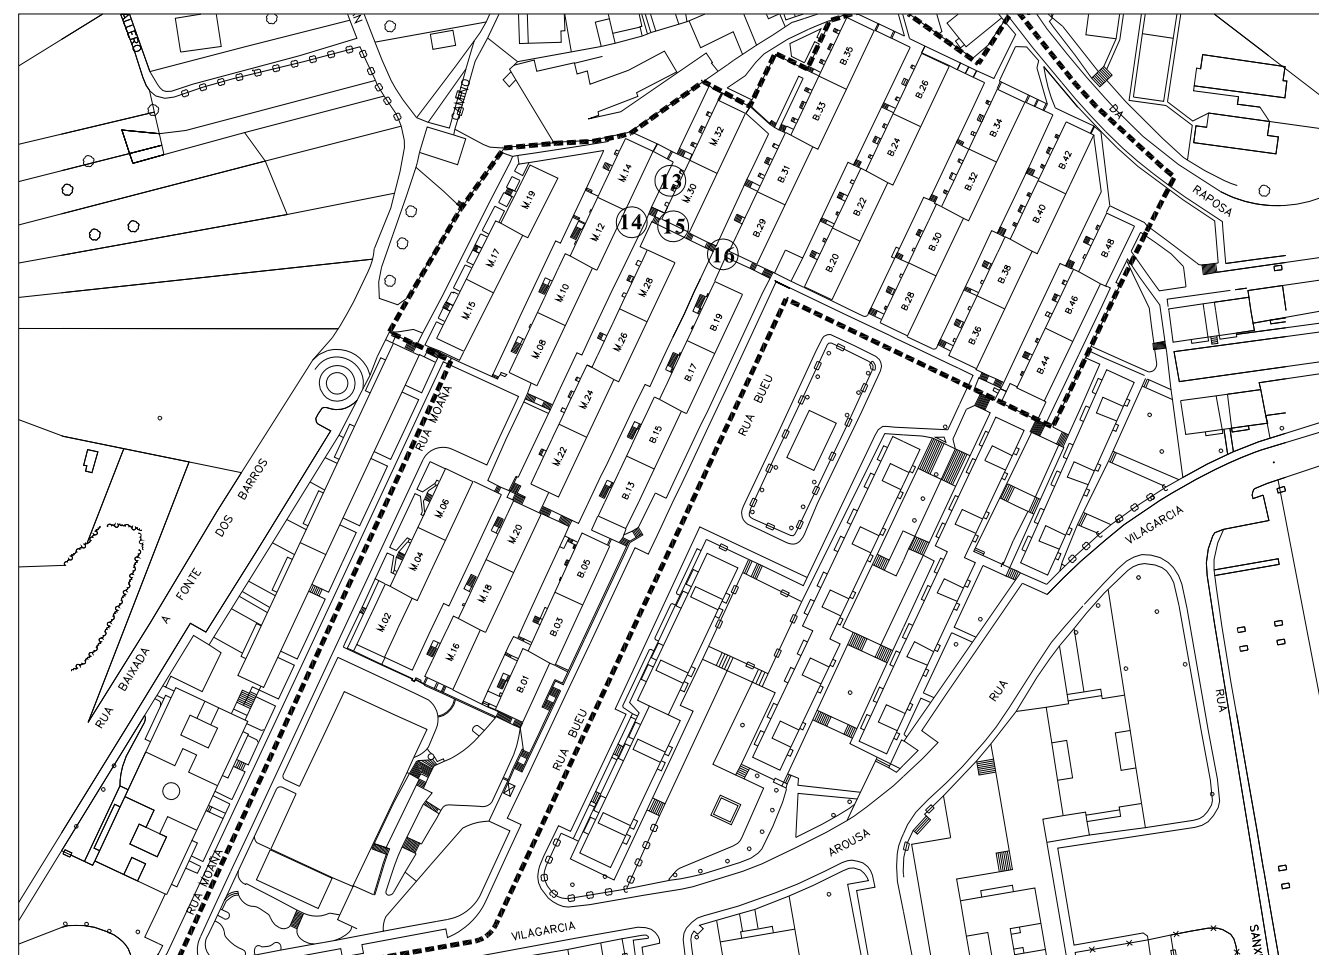 CAMINO
B.35
B.33
B.26
B.24
B.34
B.32
B.42
B.40
DA
RAPOSA
M.32
M.30
B.31
B.29
B.22
B.20
B.30
B.28
B.38
B.36
B.48
B.46
B.44
M.14
M.12
M.19
M.17
M.15
M.10
M.08
13
14
15
16
M.28
M.26
M.24
M.22
B.19
B.17
B.15
B.13
RUA MOAÑA
RUA BUEU
M.06
M.04
M.02
M.20
M.18
M.16
B.05
B.03
B.01
RUA BAIXADA A FONTE DOS BARROS
RUA BUEU
RUA MOAÑA
VILAGARCIA
RUA
VILAGARCIA
AROUSA
RUA